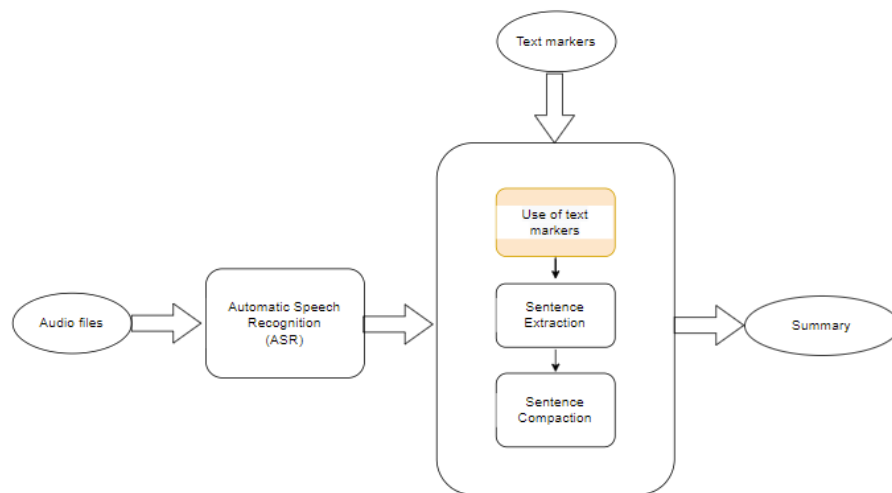 Text markers
Use of text
markers
Audio files
Automatic Speech
Recognition
(ASR)
Sentence
Extraction
Summary
Sentence
Compaction